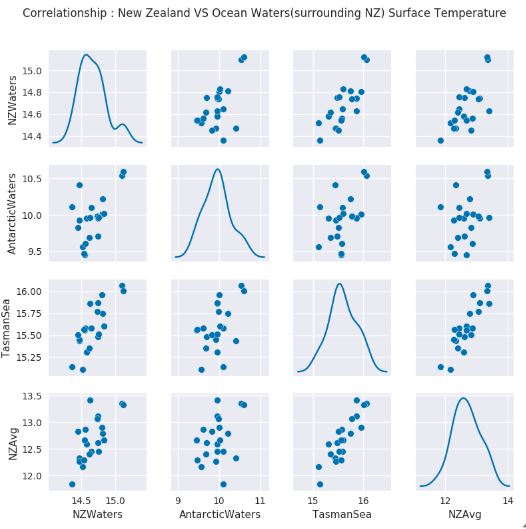 Correlationship : New Zealand VS Ocean Waters(surrounding NZ) Surface Temperature
NZWaters
15.0
14.8
14.6
14.4
AntarcticWaters
10.5
10.0
9.5
TasmanSea
16.00
15.75
15.50
15.25
NZAvg
13.5
13.0
12.5
12.0
14.5 15.0
9 10 11
15 16
12 14
NZWaters AntarcticWaters TasmanSea NZAvg